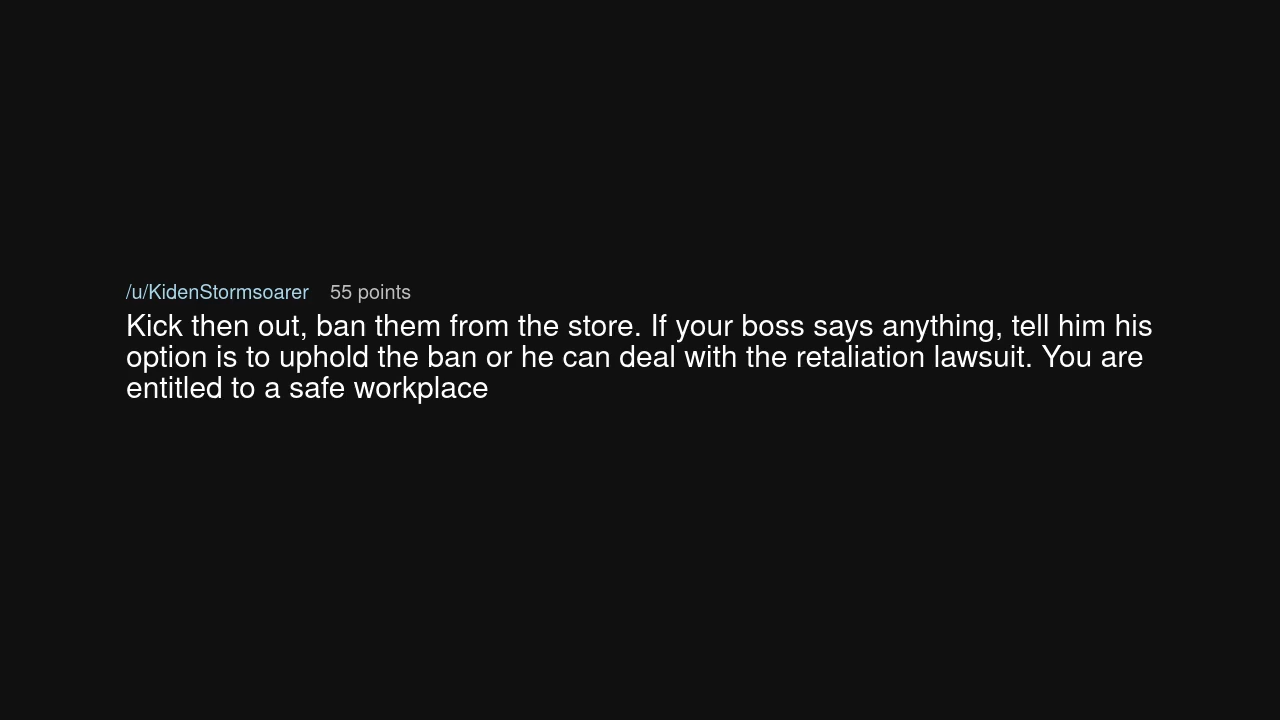 /u/KidenStormsoarer 55 points
Kick then out, ban them from the store. If your boss says anything, tell him his
option is to uphold the ban or he can deal with the retaliation lawsuit. You are
entitled to a safe workplace